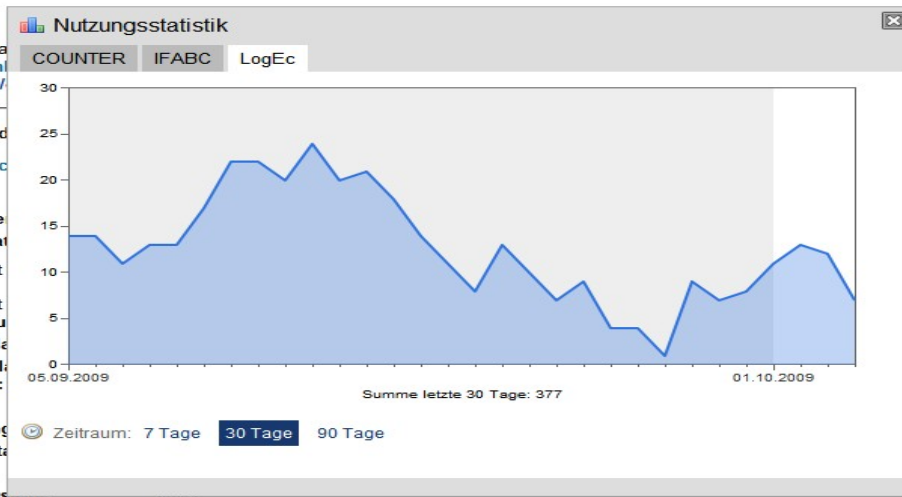 Nutzungsstatistik
COUNTER IFABC LogEc
30
25
20
15
10
5
0
05.09.2009 01.10.2009
Summe letzte 30 Tage: 377
Zeitraum: 7 Tage 30 Tage 90 Tage